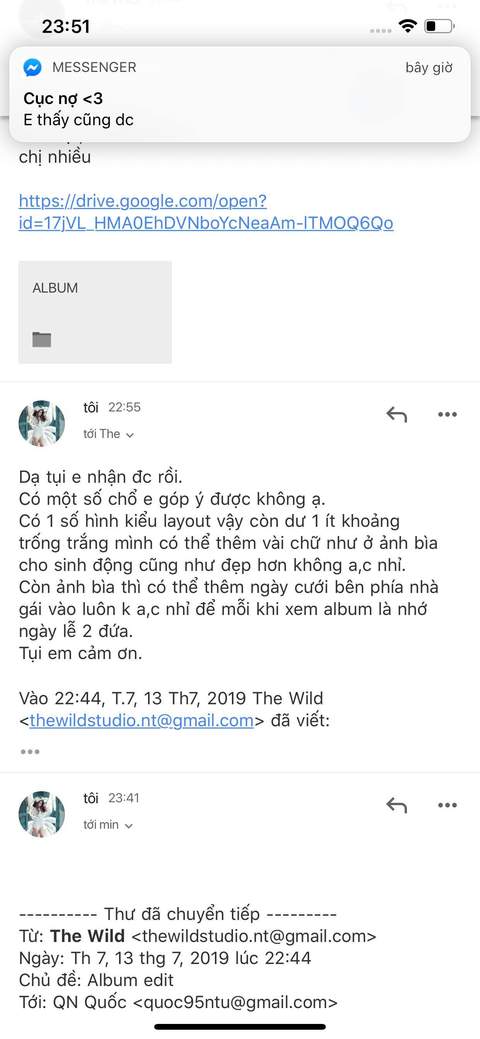 23:51
MESSENGER
bây giờ
Cục nợ <3
E thấy cũng dc
chị nhiều
https://drive.google.com/open?
id=17jVL_HMA0EhDVNboYcNeaAm-lTMOQ6Qo
ALBUM
tôi 22:55
tới The
Dạ tụi e nhận đc rồi.
Có một số chổ e góp ý được không ạ.
Có 1 số hình kiểu layout vậy còn dư 1 ít khoảng
trống trắng mình có thể thêm vài chữ như ở ảnh bìa
cho sinh động cũng như đẹp hơn không a,c nhỉ.
Còn ảnh bìa thì có thể thêm ngày cưới bên phía nhà
gái vào luôn k a,c nhỉ để mỗi khi xem album là nhớ
ngày lễ 2 đứa.
Tụi em cảm ơn.
Vào 22:44, T.7, 13 Th7, 2019 The Wild
<thewildstudio.nt@gmail.com> đã viết:
tôi 23:41
tới min
---------- Thư đã chuyển tiếp ---------
Từ: The Wild <thewildstudio.nt@gmail.com>
Ngày: Th 7, 13 thg 7, 2019 lúc 22:44
Chủ đề: Album edit
Tới: QN Quốc <quoc95ntu@gmail.com>